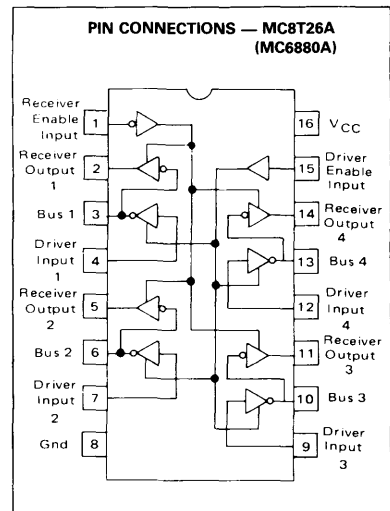 PIN CONNECTIONS — MC8T26A
(MC6880A)
Receiver
Enable
Input
1
Receiver
Output
1
2
Bus 1
3
Driver
Input
1
4
Receiver
Output
2
5
Bus 2
6
Driver
Input
2
7
Gnd
8
16
VCC
15
Driver
Enable
Input
14
Receiver
Output
4
13
Bus 4
12
Driver
Input
4
11
Receiver
Output
3
10
Bus 3
9
Driver
Input
3